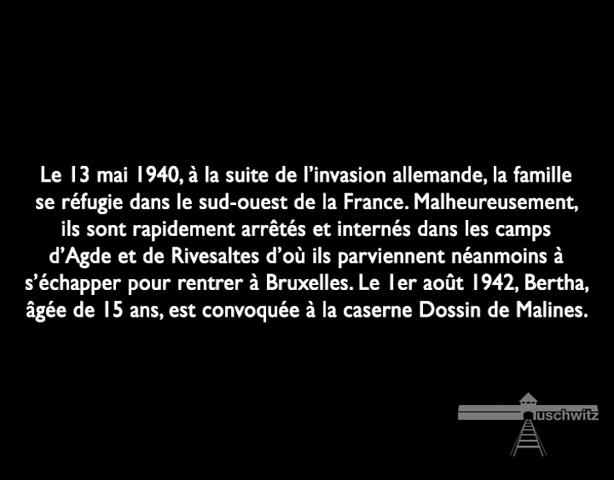 Le 13 mai 1940, à la suite de l'invasion allemande, la famille
se réfugie dans le sud-ouest de la France. Malheureusement,
ils sont rapidement arrêtés et internés dans les camps
d'Agde et de Rivesaltes d'où ils parviennent néanmoins à
s'échapper pour rentrer à Bruxelles. Le 1er août 1942, Bertha,
âgée de 15 ans, est convoquée à la caserne Dossin de Malines.
uschwitz